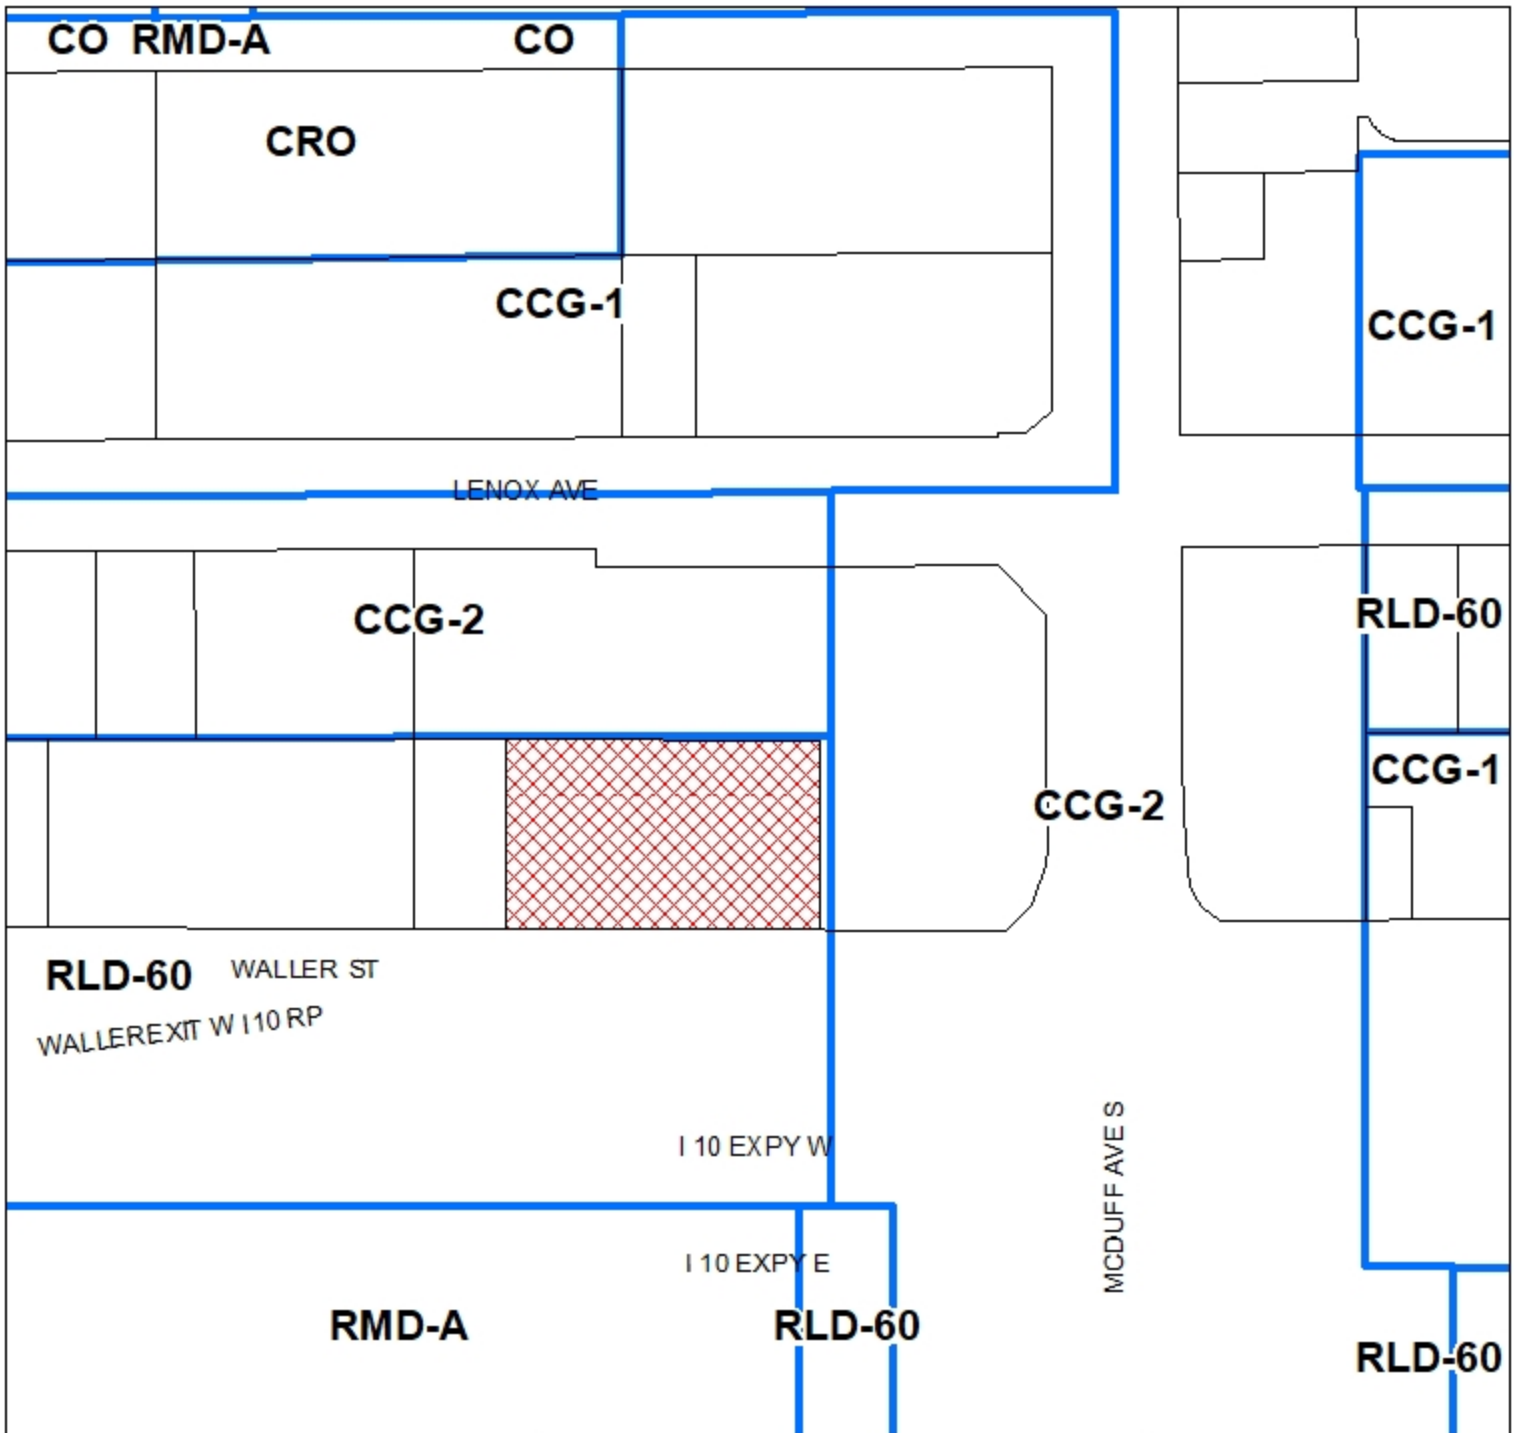 CO RMD-A CO
CRO
CCG-1
CCG-1
LENOX AVE
CCG-2
RLD-60
CCG-1
CCG-2
RLD-60
WALLER ST
WALLEREXIT W I 10 RP
I 10 EXPY W
MCDUFF AVE S
I 10 EXPY E
RMD-A
RLD-60
RLD-60